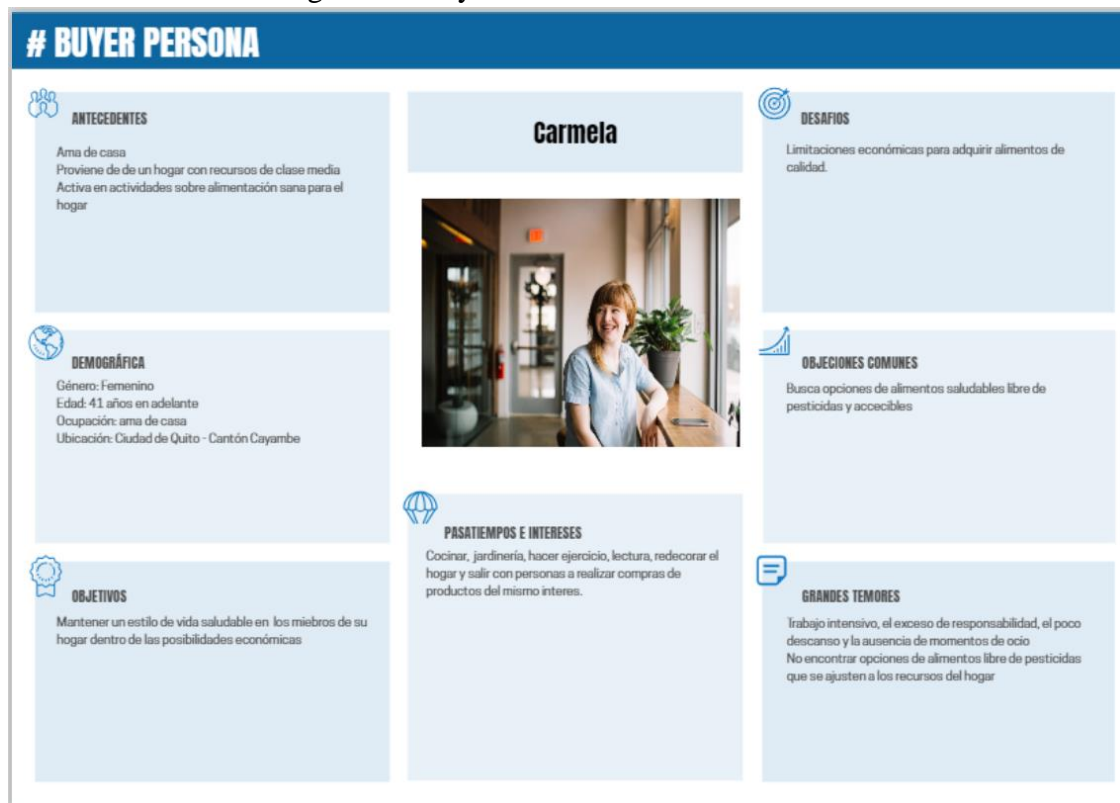 # BUYER PERSONA
ANTECEDENTES
Ama de casa
Proviene de de un hogar con recursos de clase media
Activa en actividades sobre alimentación sana para el
hogar
DEMOGRÁFICA
Género: Femenino
Edad: 41 años en adelante
Ocupación: ama de casa
Ubicación: Ciudad de Quito - Cantón Cayambe
OBJETIVOS
Mantener un estilo de vida saludable en los miebros de su
hogar dentro de las posibilidades económicas
Carmela
PASATIEMPOS E INTERESES
Cocinar, jardinería, hacer ejercicio, lectura, redecorar el
hogar y salir con personas a realizar compras de
productos del mismo interes.
DESAFIOS
Limitaciones económicas para adquirir alimentos de
calidad.
OBJECIONES COMUNES
Busca opciones de alimentos saludables libre de
pesticidas y accecibles
GRANDES TEMORES
Trabajo intensivo, el exceso de responsabilidad, el poco
descanso y la ausencia de momentos de ocio
No encontrar opciones de alimentos libre de pesticidas
que se ajusten a los recursos del hogar